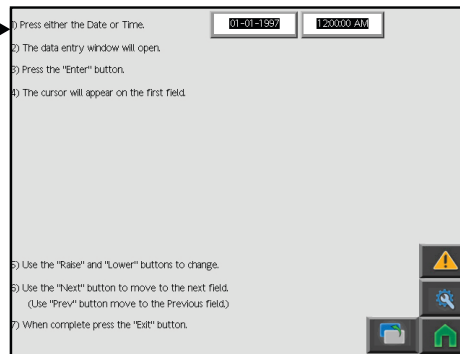 1) Press either the Date or Time.
01-01-1997
12:00:00 AM
2) The data entry window will open.
3) Press the "Enter" button.
4) The cursor will appear on the first field.
5) Use the "Raise" and "Lower" buttons to change.
6) Use the "Next" button to move to the next field.
(Use "Prev" button move to the Previous field.)
7) When complete press the "Exit" button.